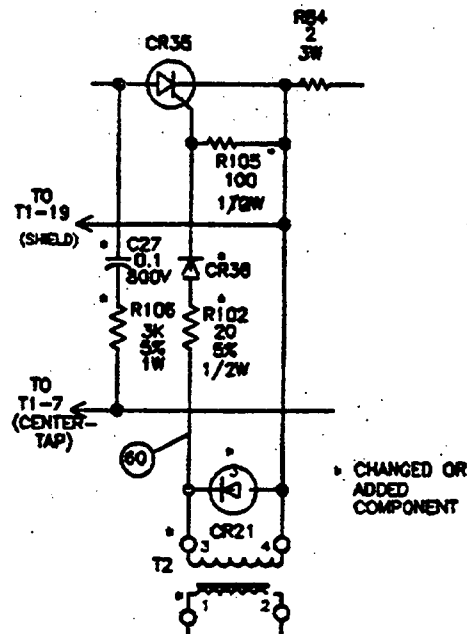 R64
2
3W
CR35
R105 *
100
1/2W
TO
T1-19
(SHIELD)
* C27
0.1
800V
*
CR36
* R106
3K
5%
1W
*
R102
20
5%
1/2W
TO
T1-7
(CENTER-
TAP)
60
*
CR21
* CHANGED OR
ADDED
COMPONENT
* 3
4
T2
* 1
2